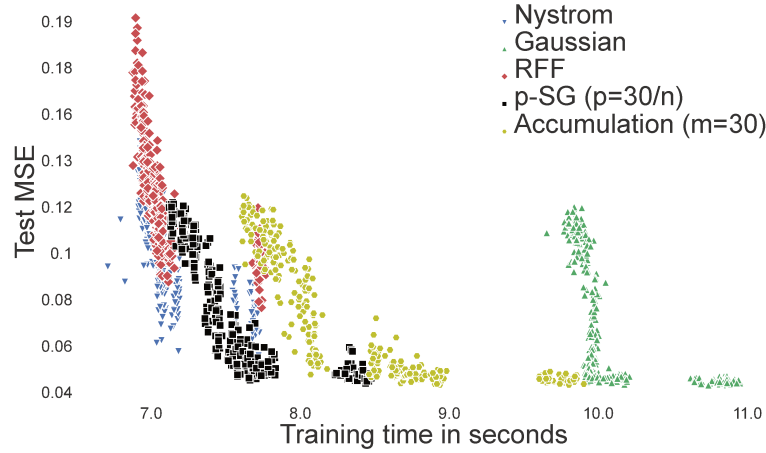 Nystrom
Gaussian
RFF
p-SG (p=30/n)
Accumulation (m=30)
0.19
0.18
0.16
0.13
0.12
0.1
0.08
0.06
0.04
Test MSE
7.0 8.0 9.0 10.0 11.0
Training time in seconds